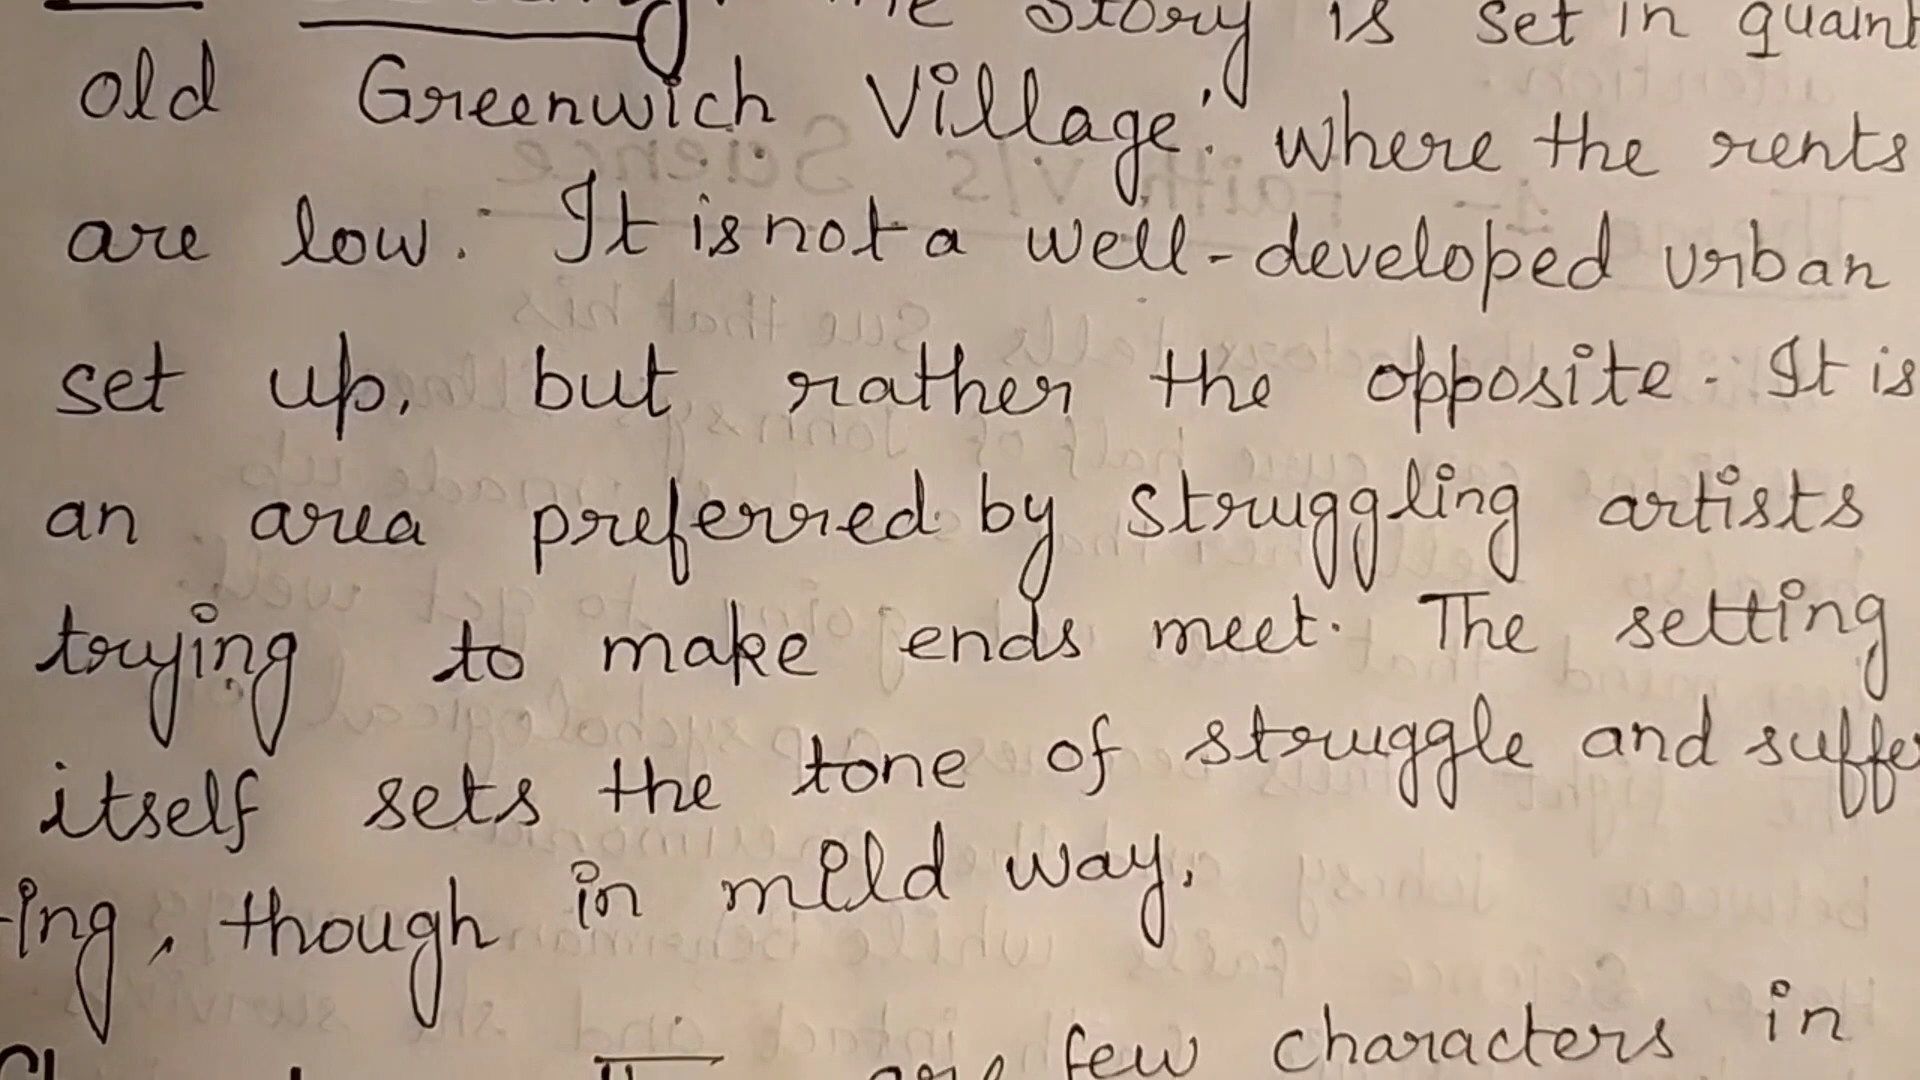 story is set in quaint
old Greenwich Village'. where the rents
are low. It is not a well-developed urban
set up, but rather the opposite. It is
an area preferred by struggling artists
trying to make ends meet. The setting
itself sets the tone of struggle and suffer
-ing, though in mild way.
are few characters in